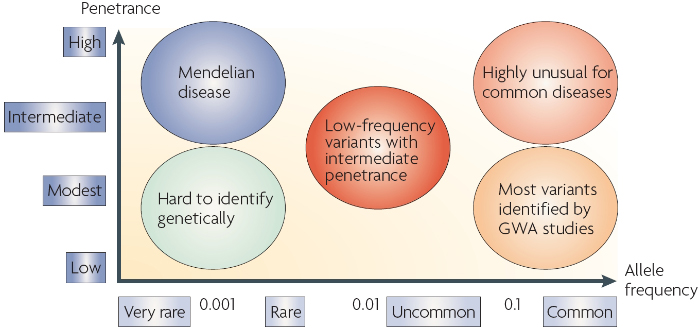 Penetrance
High
Intermediate
Modest
Low
Mendelian
disease
Highly unusual for
common diseases
Low-frequency
variants with
intermediate
penetrance
Hard to identify
genetically
Most variants
identified by
GWA studies
Allele
frequency
Very rare
0.001
Rare
0.01
Uncommon
0.1
Common